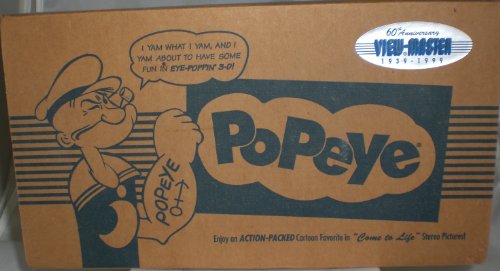 60th Anniversary
VIEW-MASTER
1939-1999
I YAM WHAT I YAM, AND I
YAM ABOUT TO HAVE SOME
FUN IN EYE-POPPIN' 3-D!
POPEYE®
POPEYE
Enjoy an ACTION-PACKED Cartoon Favorite in "Come to Life" Stereo Pictures!